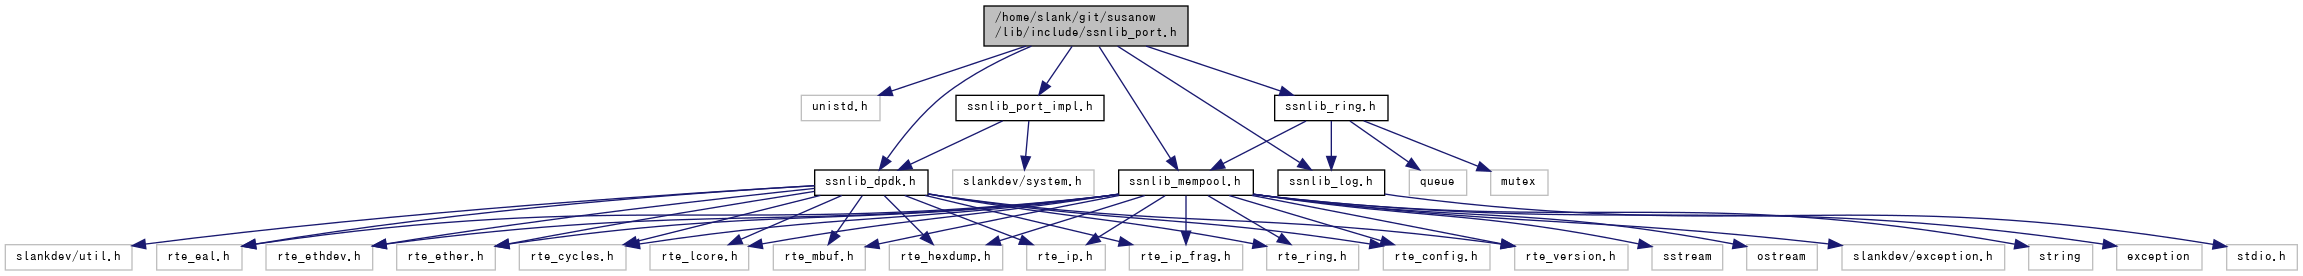 /home/slank/git/susanow
/lib/include/ssnlib_port.h
unistd.h
ssnlib_port_impl.h
ssnlib_ring.h
ssnlib_dpdk.h
slankdev/system.h
ssnlib_mempool.h
ssnlib_log.h
queue
mutex
slankdev/util.h
rte_eal.h
rte_ethdev.h
rte_ether.h
rte_cycles.h
rte_lcore.h
rte_mbuf.h
rte_hexdump.h
rte_ip.h
rte_ip_frag.h
rte_ring.h
rte_config.h
rte_version.h
sstream
ostream
slankdev/exception.h
string
exception
stdio.h